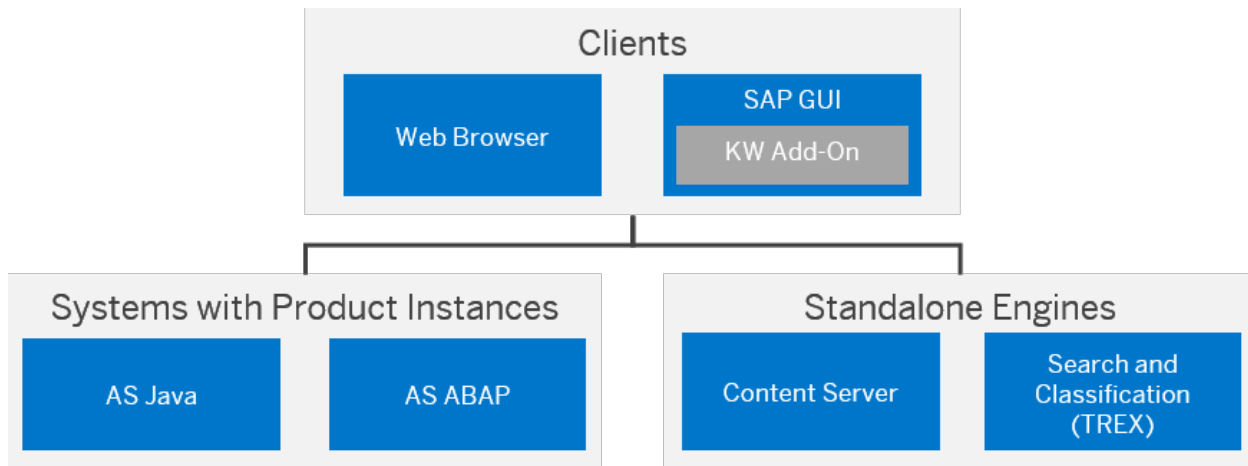 Clients
Web Browser
SAP GUI
KW Add-On
Systems with Product Instances
AS Java
AS ABAP
Standalone Engines
Content Server
Search and
Classification
(TREX)